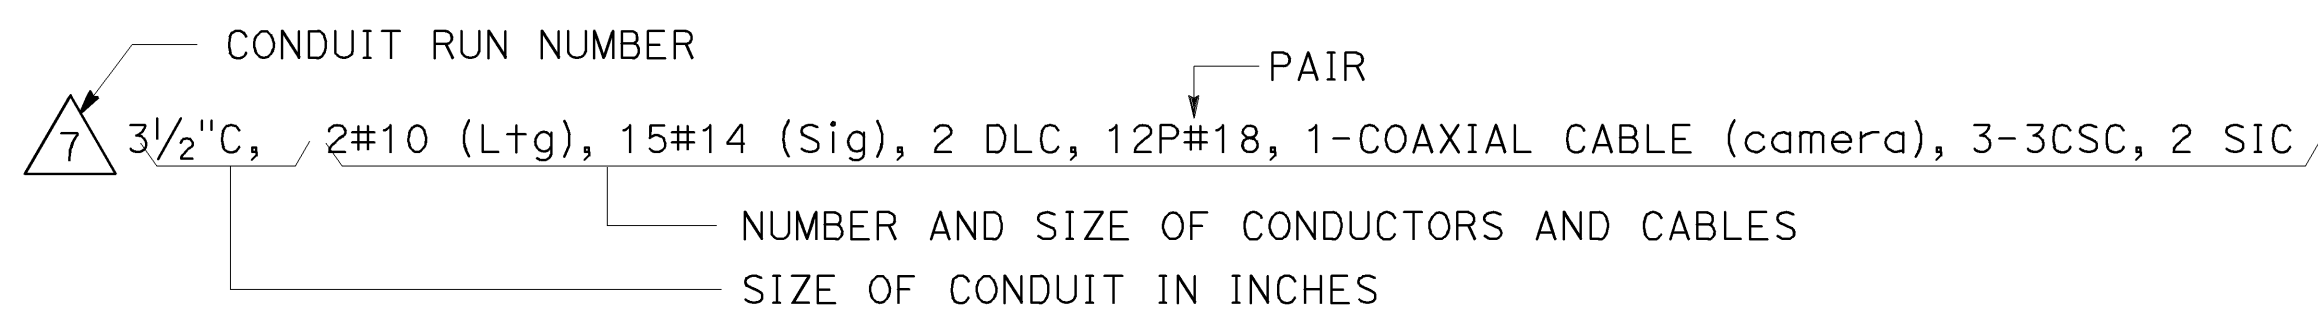 CONDUIT RUN NUMBER
PAIR
7 3½"C, 2#10 (Ltg), 15#14 (Sig), 2 DLC, 12P#18, 1-COAXIAL CABLE (camera), 3-3CSC, 2 SIC
NUMBER AND SIZE OF CONDUCTORS AND CABLES
SIZE OF CONDUIT IN INCHES